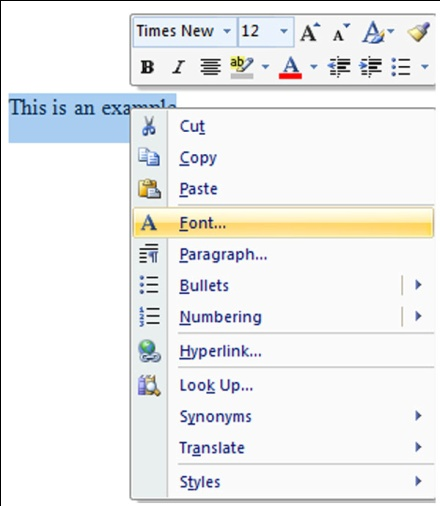 Times New 12 A A A
B I ab A
This is an example
Cut
Copy
Paste
A Font...
Paragraph...
Bullets
Numbering
Hyperlink...
Look Up...
Synonyms
Translate
Styles